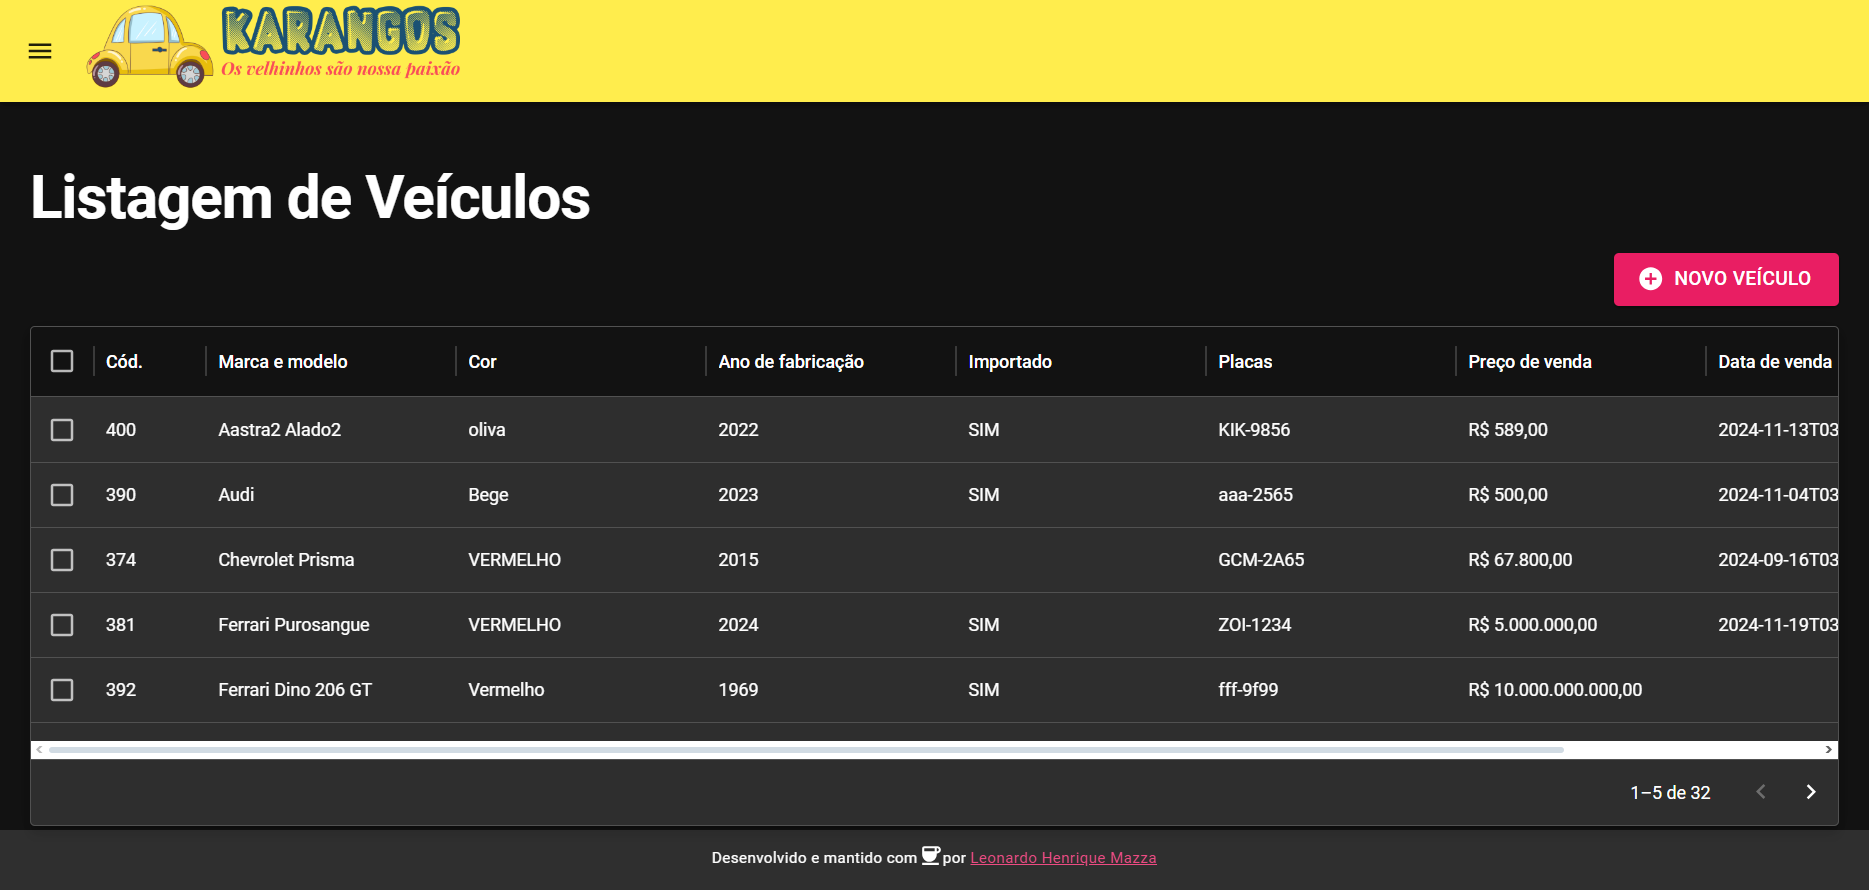 KARANGOS
Os velhinhos são nossa paixão
Listagem de Veículos
NOVO VEÍCULO
Cód. Marca e modelo Cor Ano de fabricação Importado Placas Preço de venda Data de venda
400 Aastra2 Alado2 oliva 2022 SIM KIK-9856 R$ 589,00 2024-11-13T03
390 Audi Bege 2023 SIM aaa-2565 R$ 500,00 2024-11-04T03
374 Chevrolet Prisma VERMELHO 2015 GCM-2A65 R$ 67.800,00 2024-09-16T03
381 Ferrari Purosangue VERMELHO 2024 SIM ZOI-1234 R$ 5.000.000,00 2024-11-19T03
392 Ferrari Dino 206 GT Vermelho 1969 SIM fff-9f99 R$ 10.000.000.000,00
1–5 de 32
Desenvolvido e mantido com por Leonardo Henrique Mazza